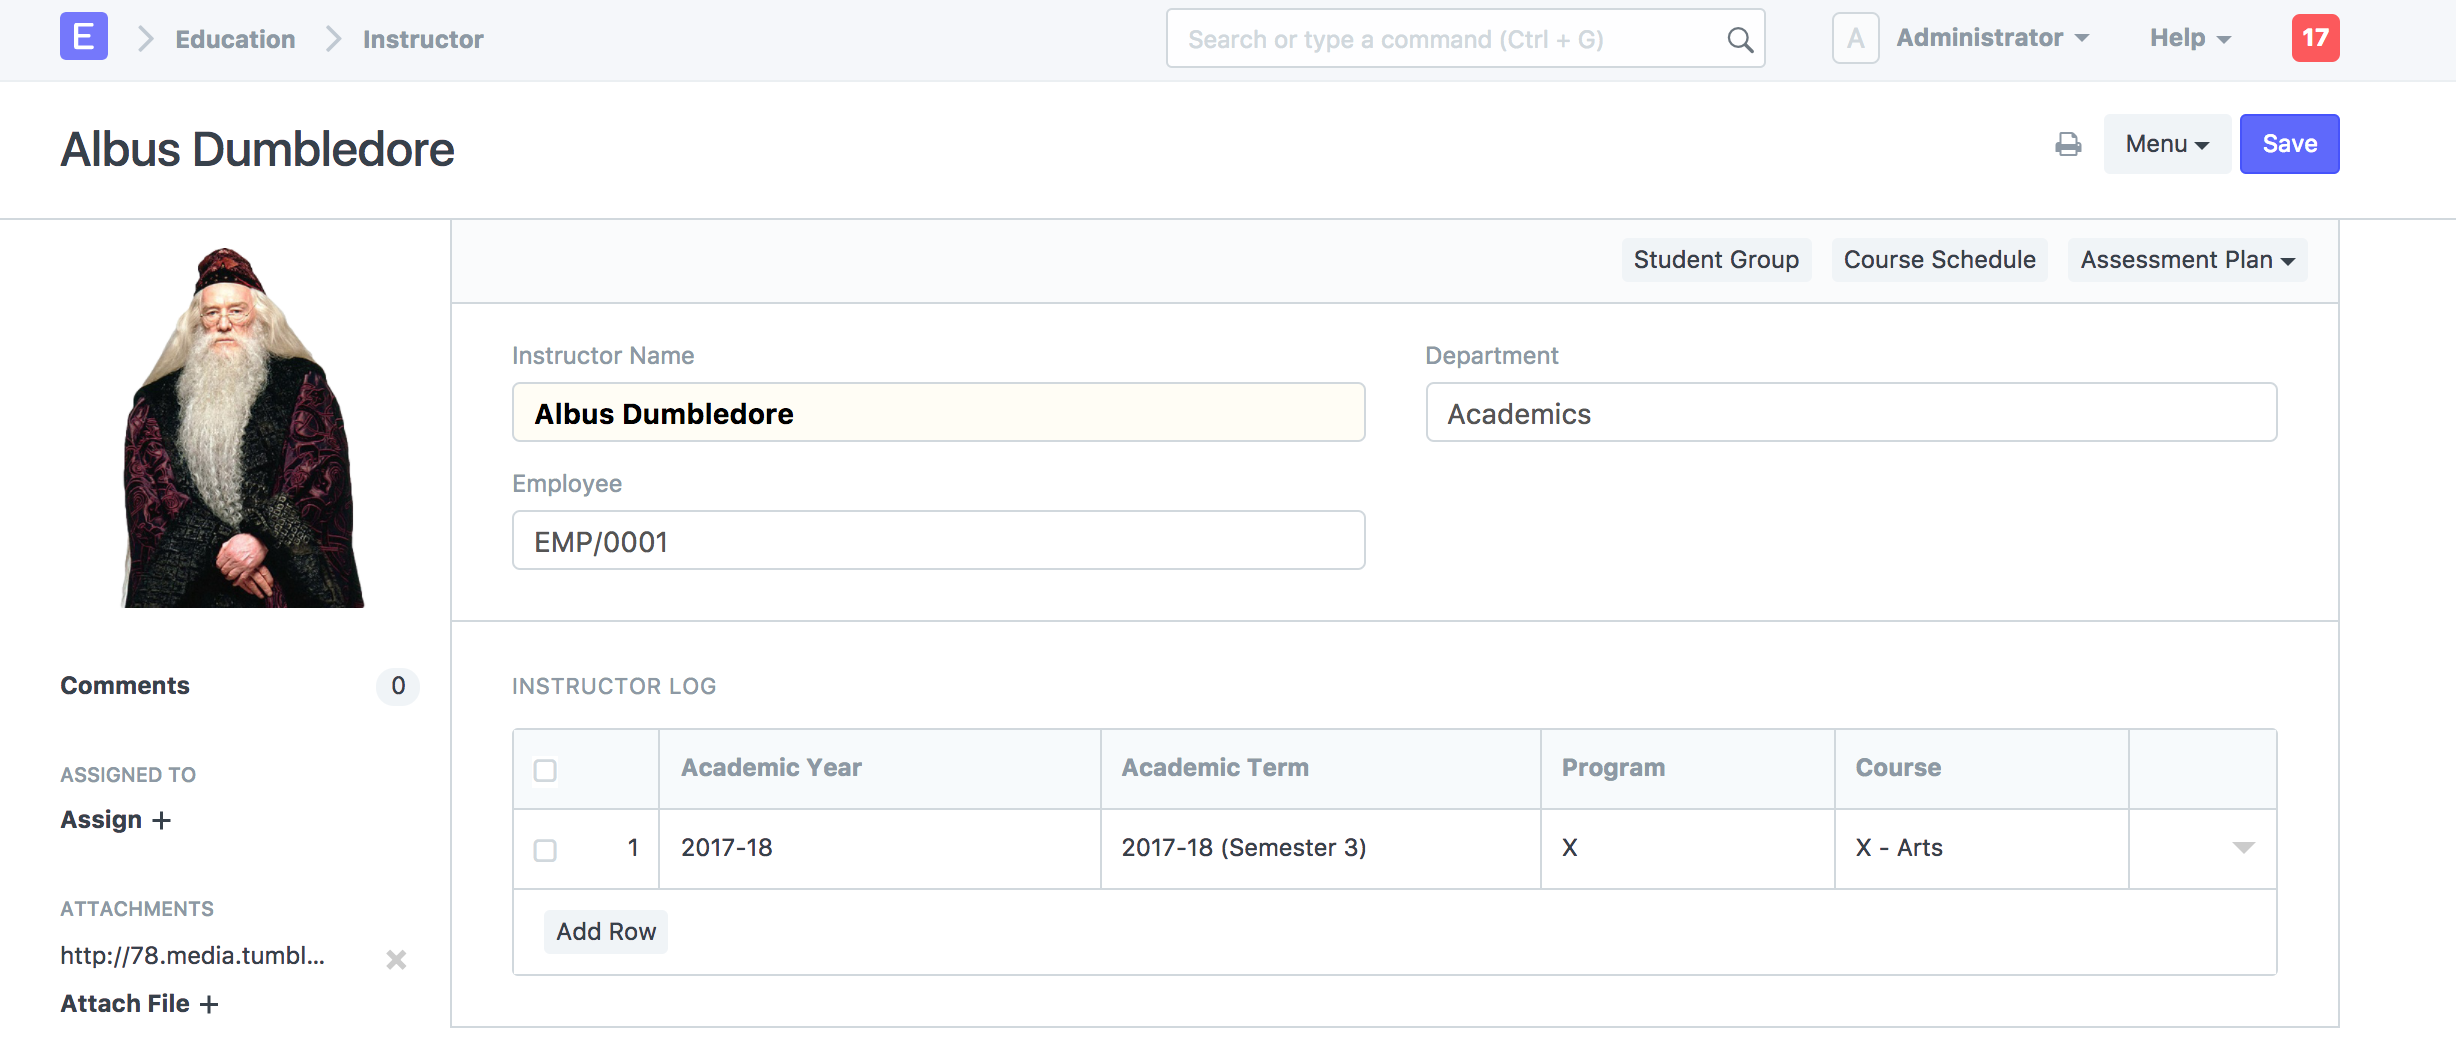 E Education Instructor Search or type a command (Ctrl + G) A Administrator Help 17
Albus Dumbledore Menu Save
Student Group Course Schedule Assessment Plan
Instructor Name Department
Albus Dumbledore Academics
Employee
EMP/0001
Comments 0
ASSIGNED TO
Assign +
ATTACHMENTS
http://78.media.tumbl...
Attach File +
INSTRUCTOR LOG
Academic Year Academic Term Program Course
1 2017-18 2017-18 (Semester 3) X X - Arts
Add Row